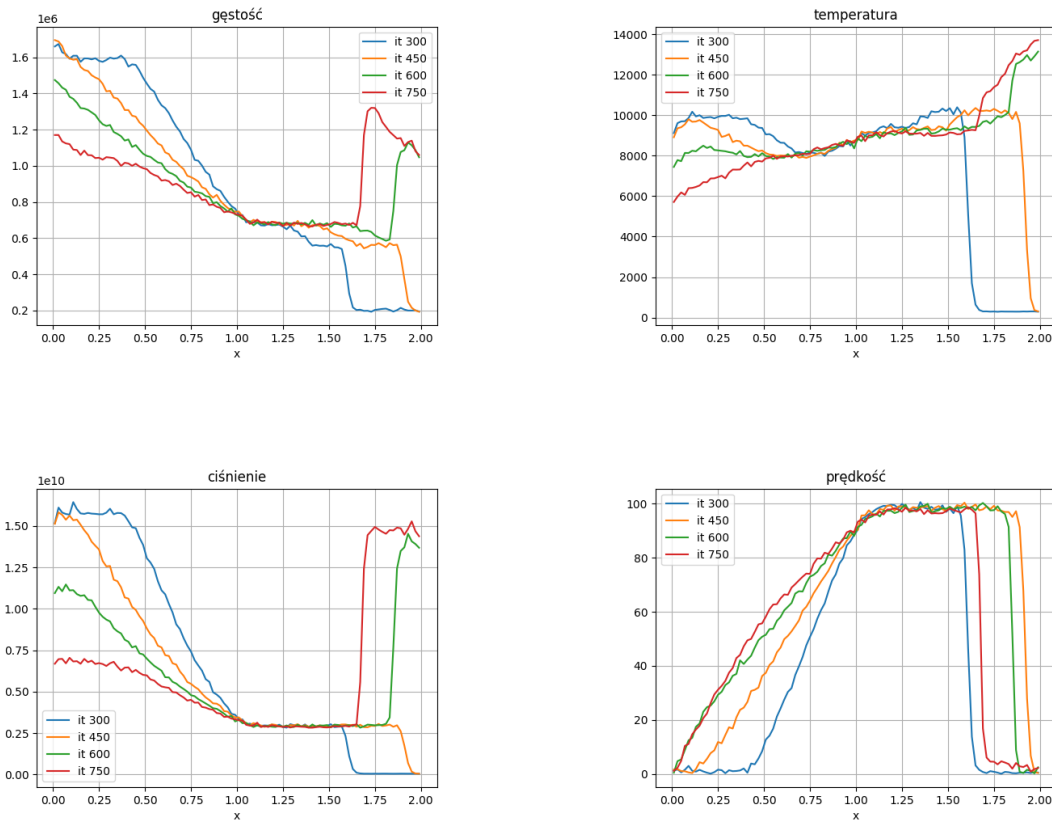 gęstość
1e6
it 300
it 450
it 600
it 750
1.6
1.4
1.2
1.0
0.8
0.6
0.4
0.2
0.00 0.25 0.50 0.75 1.00 1.25 1.50 1.75 2.00
x
temperatura
it 300
it 450
it 600
it 750
14000
12000
10000
8000
6000
4000
2000
0
0.00 0.25 0.50 0.75 1.00 1.25 1.50 1.75 2.00
x
ciśnienie
1e10
1.50
1.25
1.00
0.75
0.50
0.25
0.00
it 300
it 450
it 600
it 750
0.00 0.25 0.50 0.75 1.00 1.25 1.50 1.75 2.00
x
prędkość
it 300
it 450
it 600
it 750
100
80
60
40
20
0
0.00 0.25 0.50 0.75 1.00 1.25 1.50 1.75 2.00
x